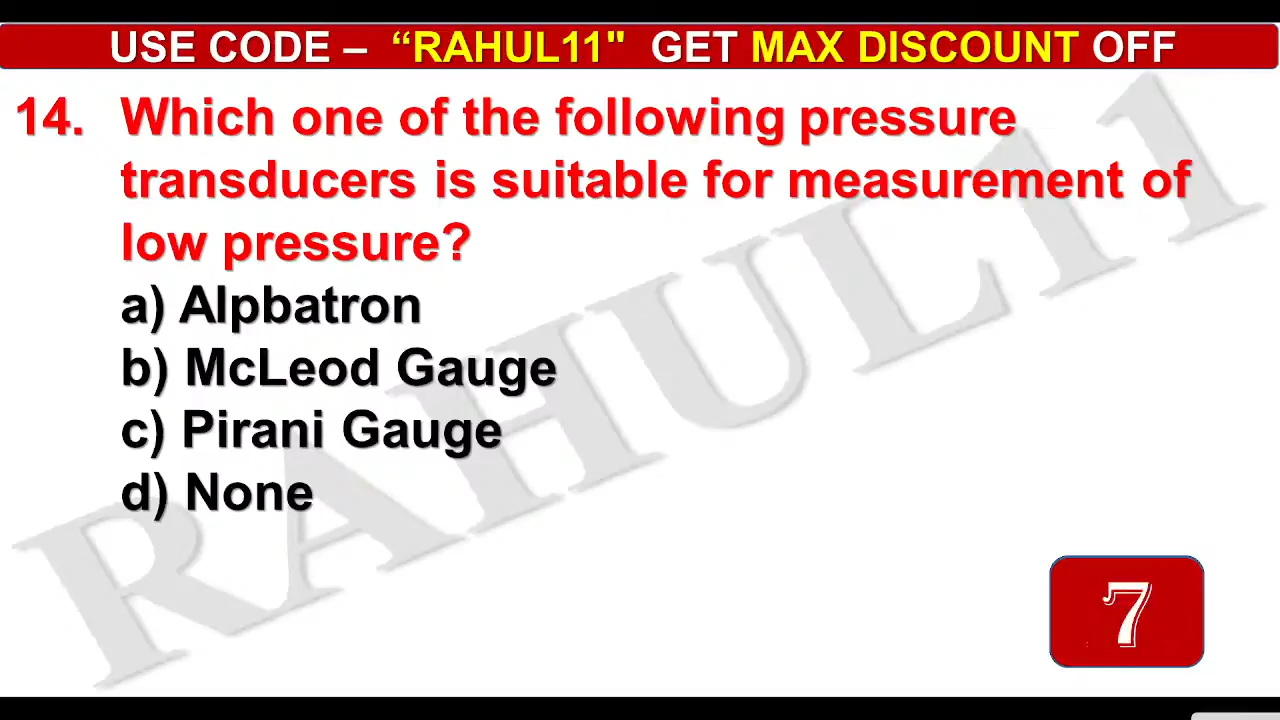 USE CODE – “RAHUL11" GET MAX DISCOUNT OFF
14. Which one of the following pressure
transducers is suitable for measurement of
low pressure?
a) Alpbatron
b) McLeod Gauge
c) Pirani Gauge
d) None
RAHUL11
7